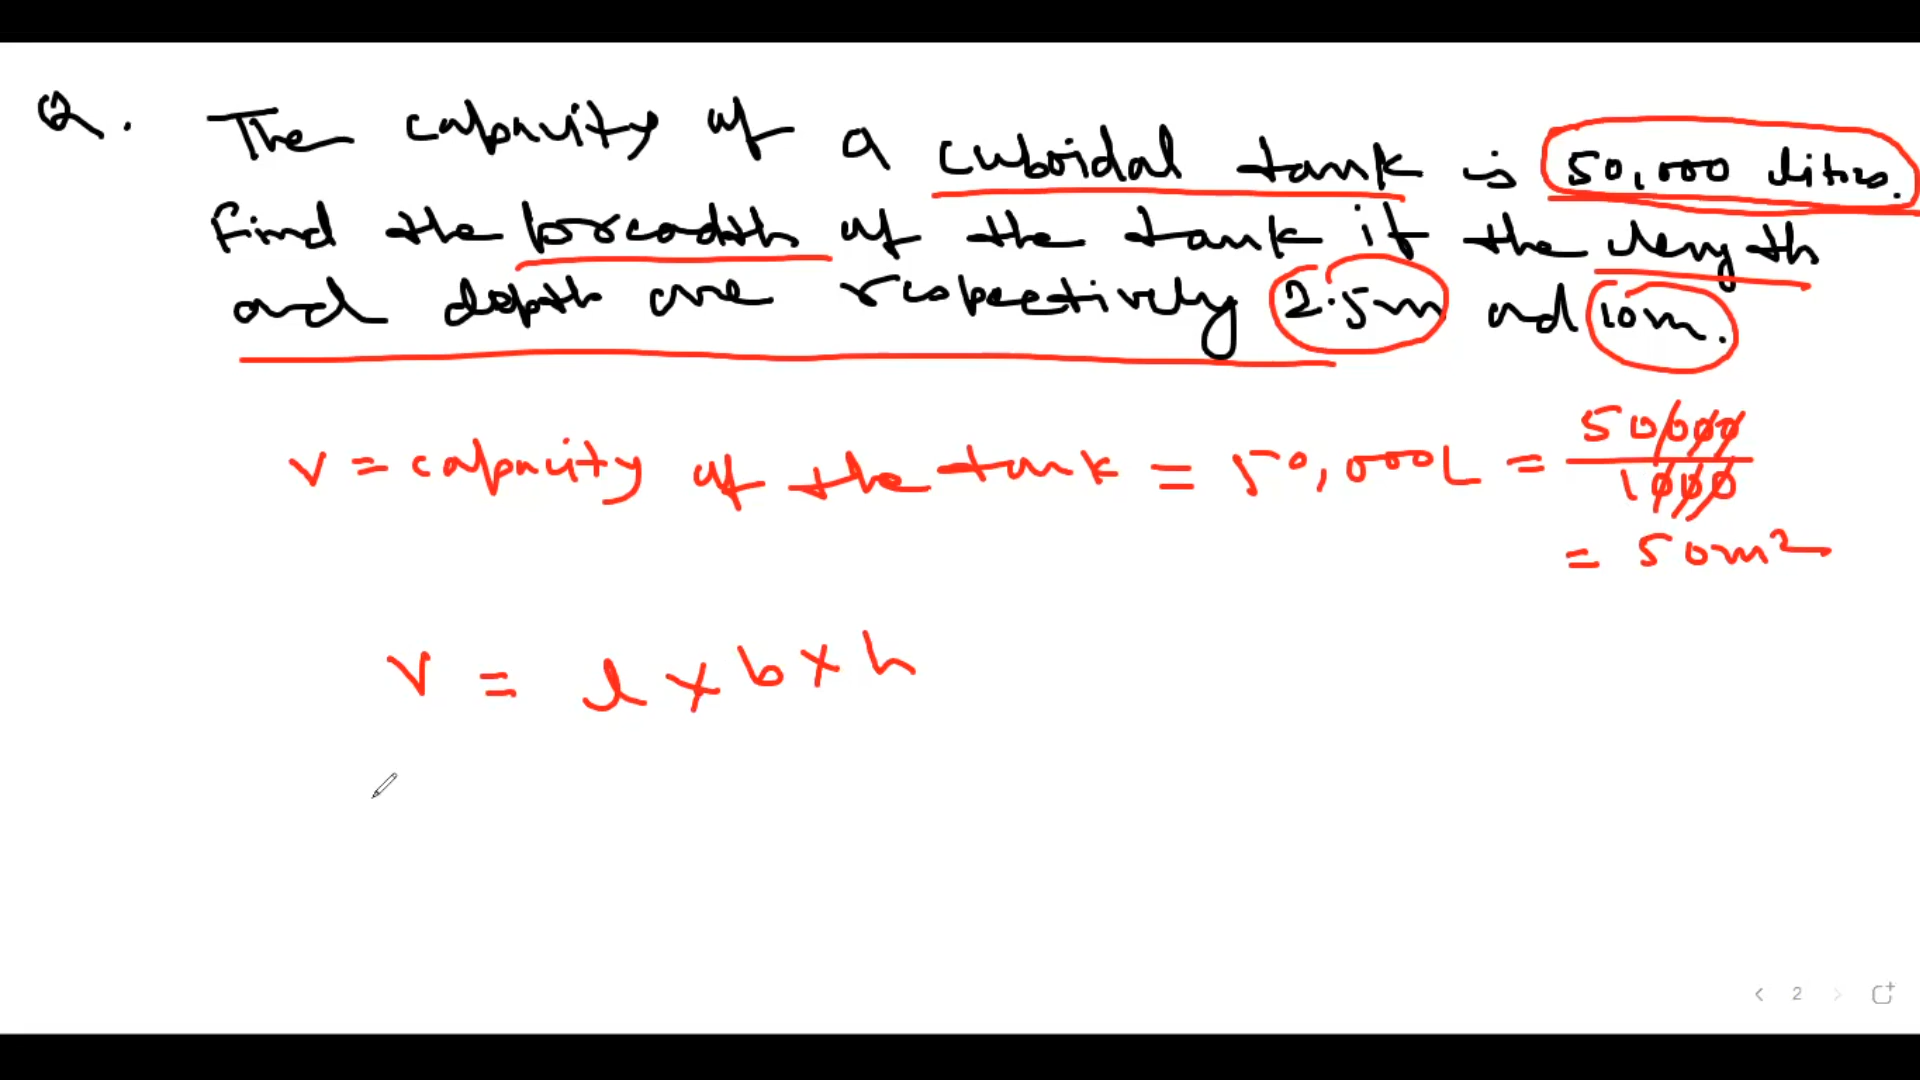 Q. The capacity of a cuboidal tank is 50,000 litres.
Find the breadth of the tank if the length
and depth are respectively 2.5m and 10m.
V = capacity of the tank = 50,000L = 50000/1000
= 50m²
V = l × b × h
2